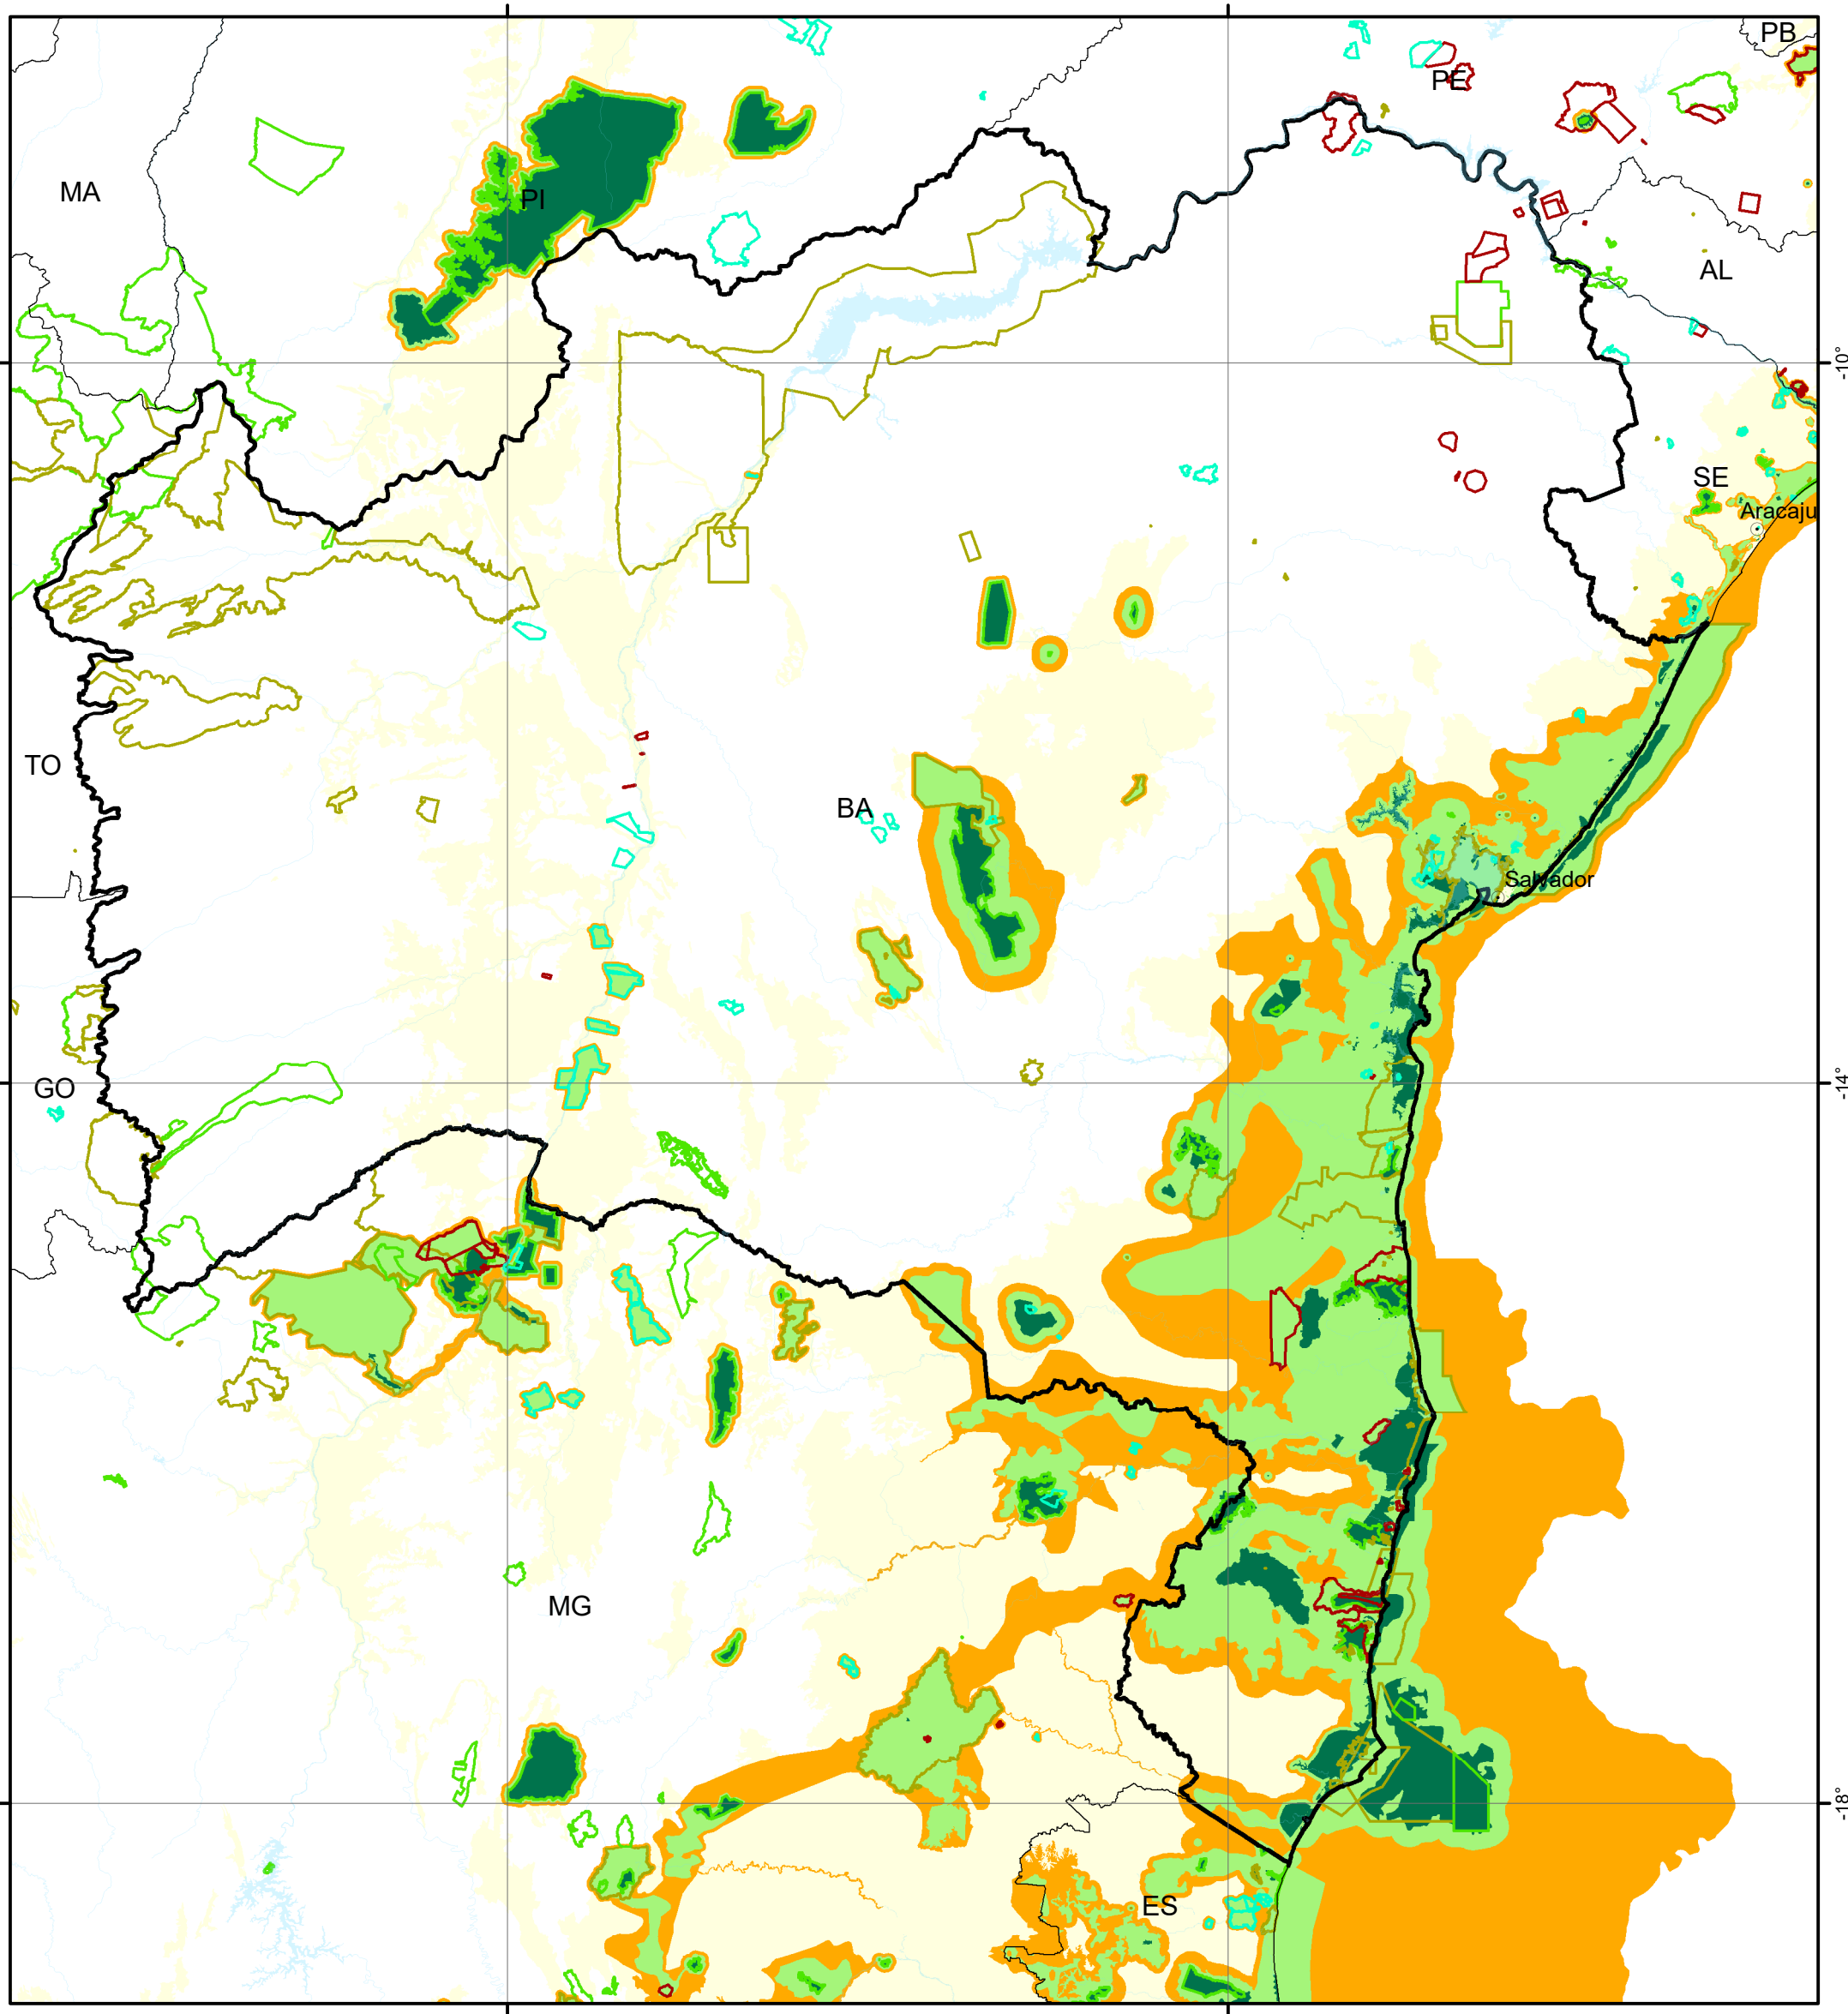 PB
PE
MA
PI
AL
-10°
SE
Aracaju
TO
BA
Salvador
-14°
GO
MG
-18°
ES